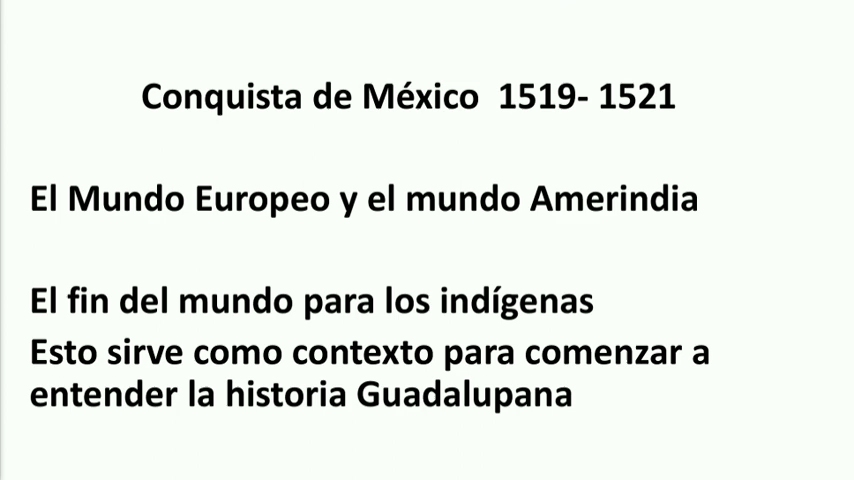 Conquista de México 1519- 1521
El Mundo Europeo y el mundo Amerindia
El fin del mundo para los indígenas
Esto sirve como contexto para comenzar a
entender la historia Guadalupana